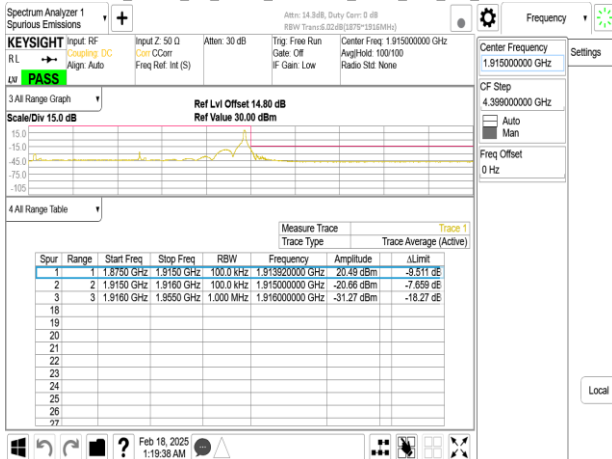 Spectrum Analyzer 1
Spurious Emissions
Attn: 14.8dB, Duty Corr: 0 dB
RBW Trans:6.02dB(1875~1916MHz)
Frequency
Settings
KEYSIGHT
RL
PASS
Input: RF
Coupling: DC
Align: Auto
Input Z: 50 Ω
Corr CCorr
Freq Ref: Int (S)
Atten: 30 dB
Trig: Free Run
Gate: Off
IF Gain: Low
Center Freq: 1.915000000 GHz
Avg|Hold: 100/100
Radio Std: None
Center Frequency
1.915000000 GHz
CF Step
4.399000000 GHz
Auto
Man
Freq Offset
0 Hz
3 All Range Graph
Scale/Div 15.0 dB
Ref Lvl Offset 14.80 dB
Ref Value 30.00 dBm
15.0
-15.0
-45.0
-75.0
-105
4 All Range Table
Measure Trace Trace 1
Trace Type Trace Average (Active)
Spur Range Start Freq Stop Freq RBW Frequency Amplitude ΔLimit
1 1 1.8750 GHz 1.9150 GHz 100.0 kHz 1.913920000 GHz 20.49 dBm -9.511 dB
2 2 1.9150 GHz 1.9160 GHz 100.0 kHz 1.915000000 GHz -20.66 dBm -7.659 dB
3 3 1.9160 GHz 1.9550 GHz 1.000 MHz 1.916000000 GHz -31.27 dBm -18.27 dB
18
19
20
21
22
23
24
25
26
27
Local
?
Feb 18, 2025
1:19:38 AM